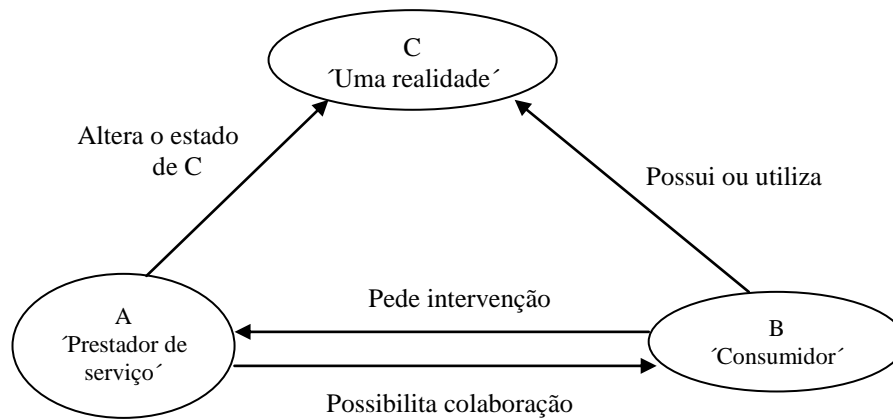 C
´Uma realidade´
Altera o estado
de C
Possui ou utiliza
Pede intervenção
A
´Prestador de
serviço´
B
´Consumidor´
Possibilita colaboração